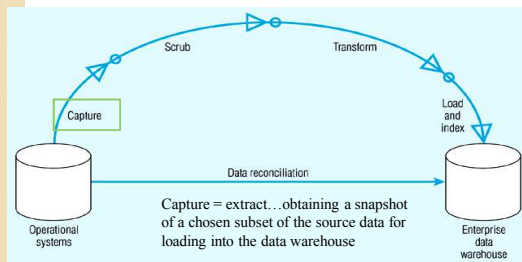 Scrub
Transform
Capture
Load
and
index
Data reconciliation
Capture = extract…obtaining a snapshot
of a chosen subset of the source data for
loading into the data warehouse
Operational
systems
Enterprise
data
warehouse